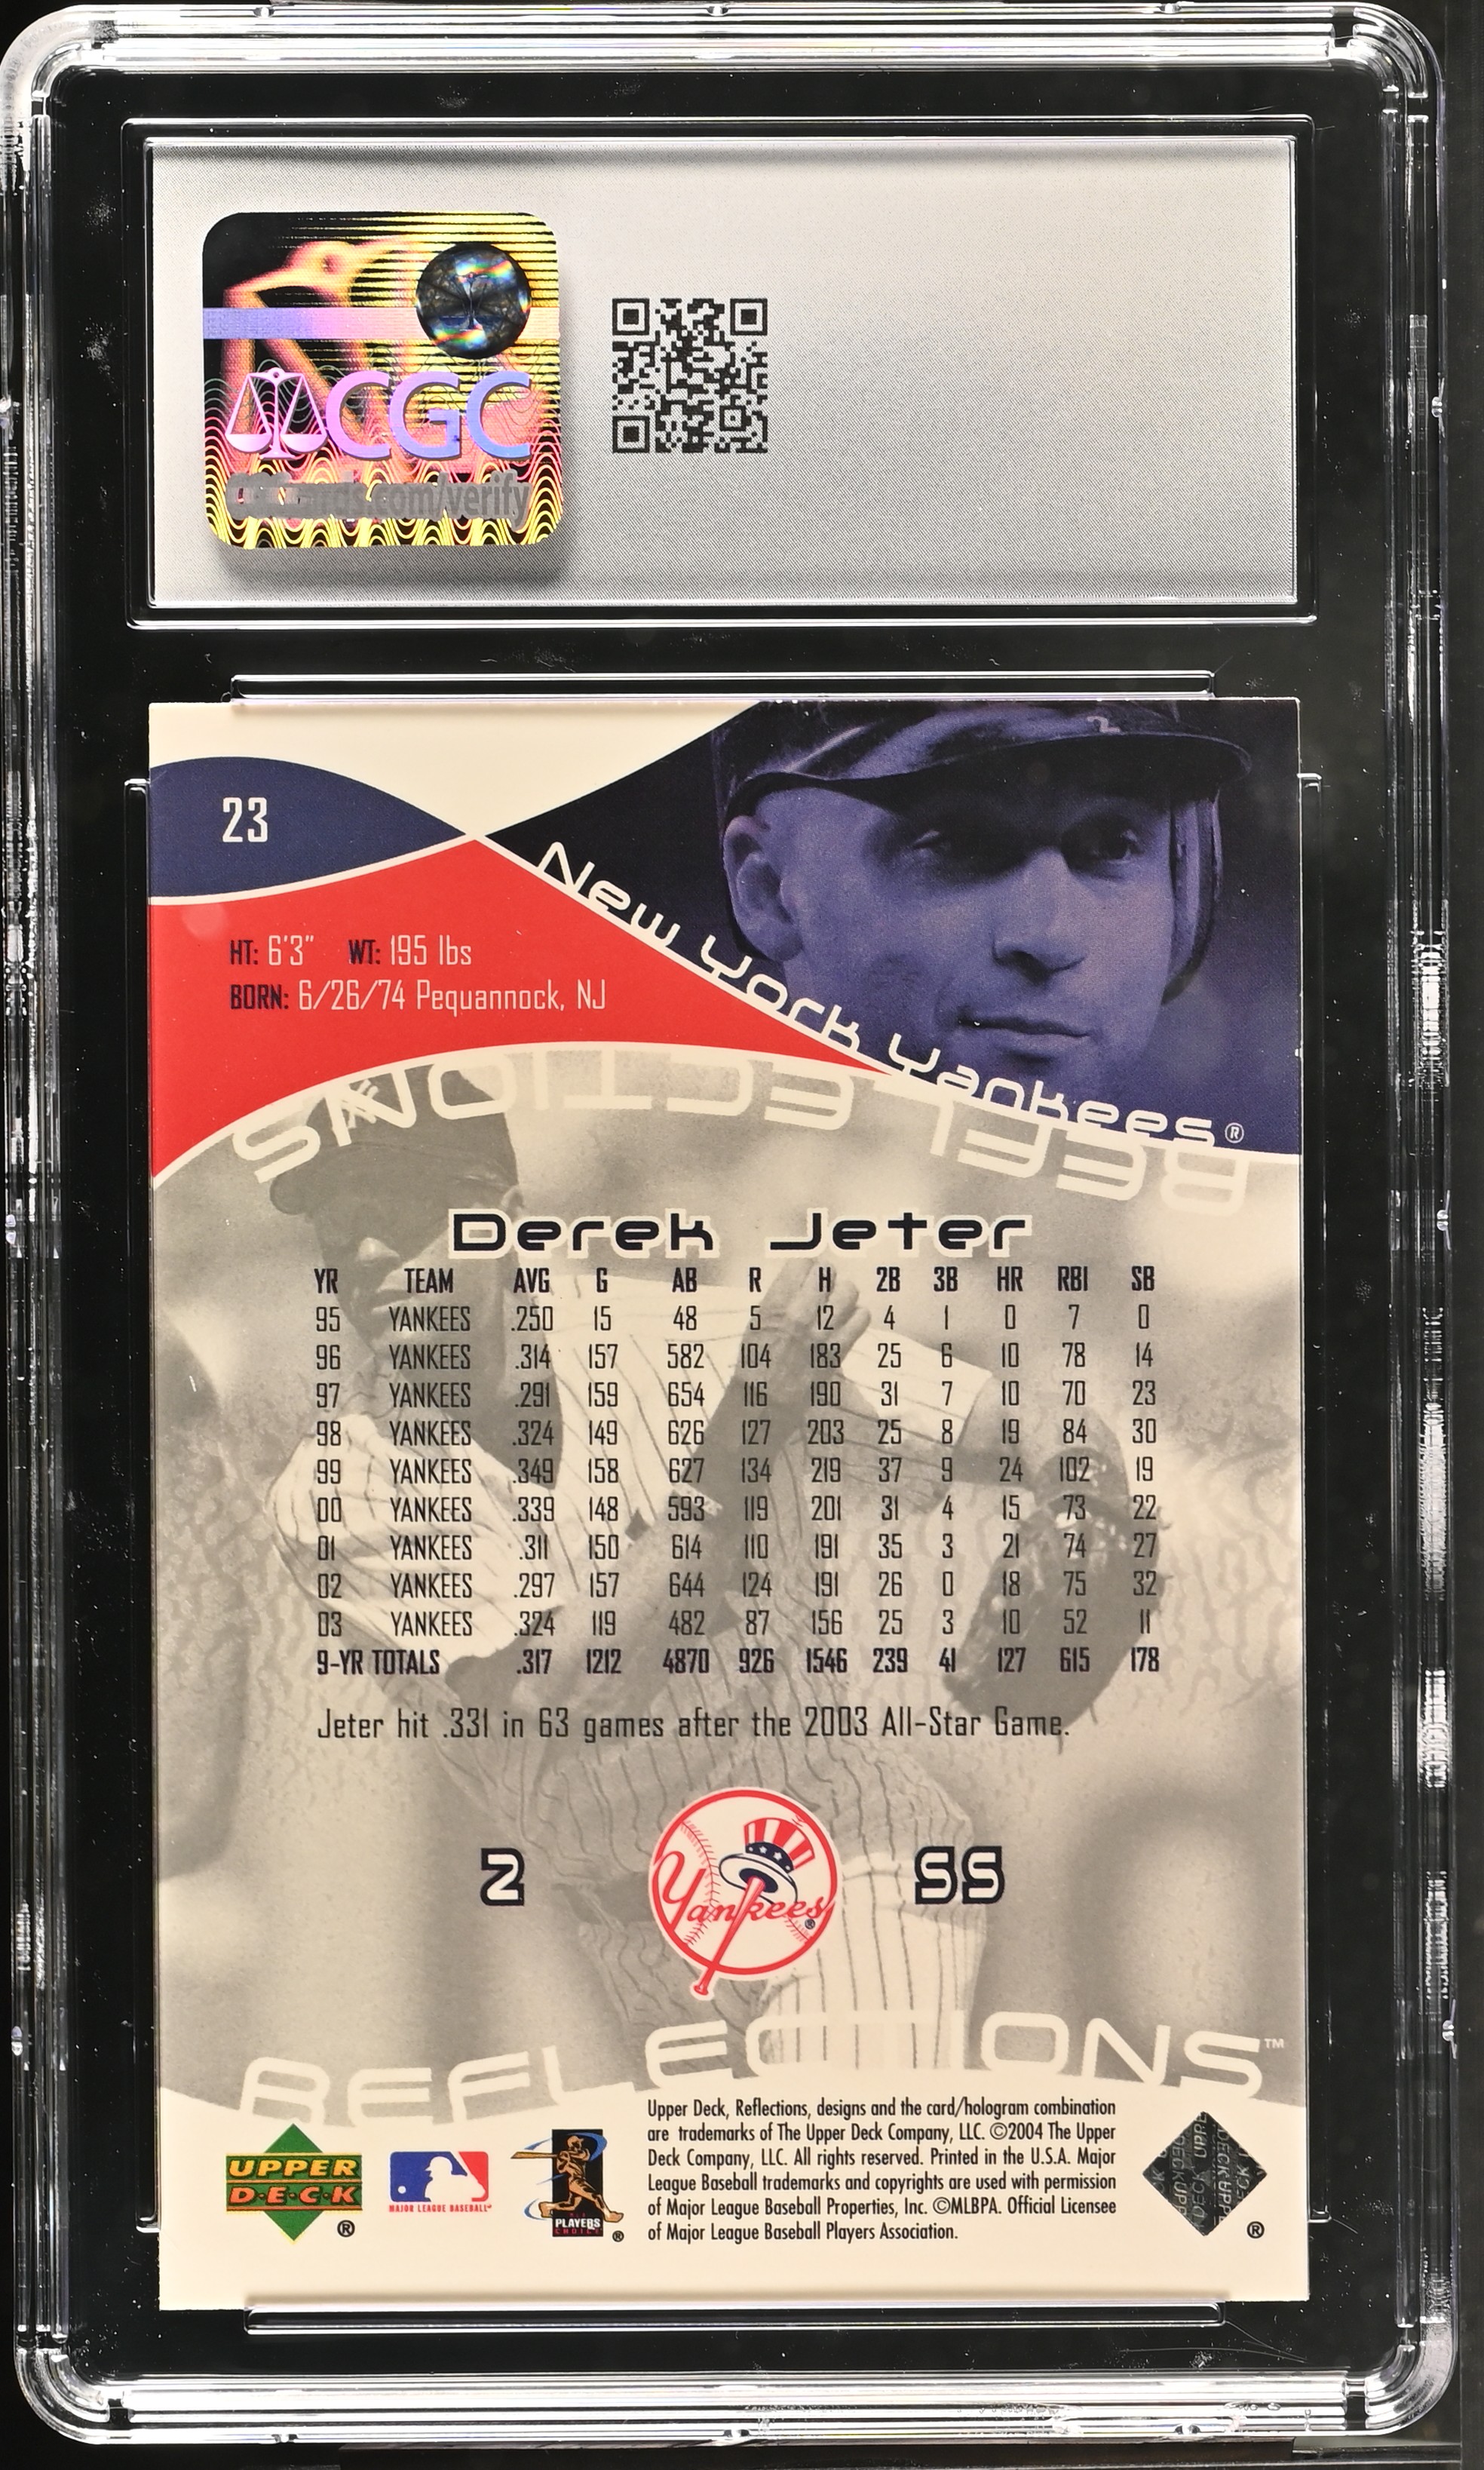 CGC
CGCcards.com/verify
23
New York Yankees®
HT: 6'3" WT: 195 lbs
BORN: 6/26/74 Pequannock, NJ
REFLECTIONS
Derek Jeter
YR TEAM AVG G AB R H 2B 3B HR RBI SB
95 YANKEES .250 15 48 5 12 4 1 0 7 0
96 YANKEES .314 157 582 104 183 25 6 10 78 14
97 YANKEES .291 159 654 116 190 31 7 10 70 23
98 YANKEES .324 149 626 127 203 25 8 19 84 30
99 YANKEES .349 158 627 134 219 37 9 24 102 19
00 YANKEES .339 148 593 119 201 31 4 15 73 22
01 YANKEES .311 150 614 110 191 35 3 21 74 27
02 YANKEES .297 157 644 124 191 26 0 18 75 32
03 YANKEES .324 119 482 87 156 25 3 10 52 11
9-YR TOTALS .317 1212 4870 926 1546 239 41 127 615 178
Jeter hit .331 in 63 games after the 2003 All-Star Game.
2 Yankees® SS
REFLECTIONS™
Upper Deck, Reflections, designs and the card/hologram combination
are trademarks of The Upper Deck Company, LLC. ©2004 The Upper
Deck Company, LLC. All rights reserved. Printed in the U.S.A. Major
League Baseball trademarks and copyrights are used with permission
of Major League Baseball Properties, Inc. ©MLBPA. Official Licensee
of Major League Baseball Players Association.
UPPER
DECK
®
MAJOR LEAGUE BASEBALL
PLAYERS
CHOICE
®
®